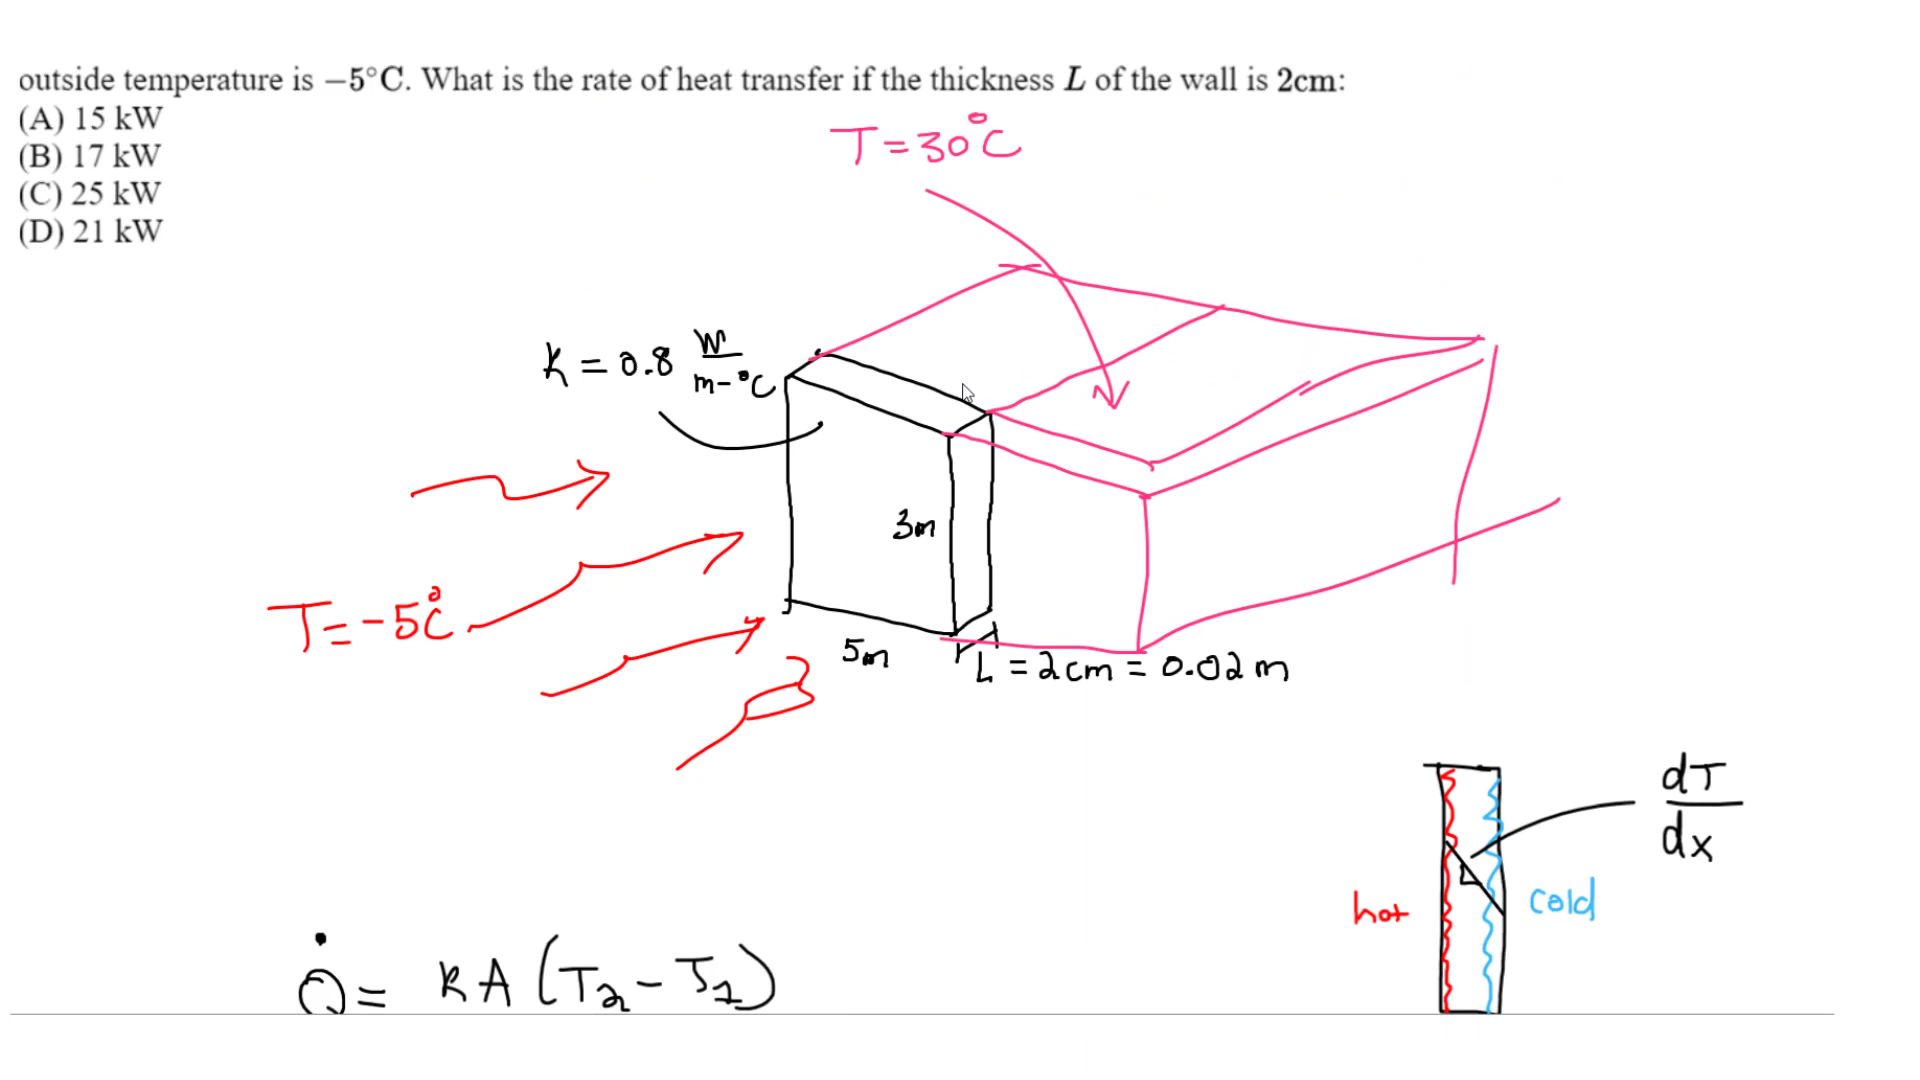 outside temperature is −5°C. What is the rate of heat transfer if the thickness L of the wall is 2cm:
(A) 15 kW
(B) 17 kW
(C) 25 kW
(D) 21 kW
T = 30°C
K = 0.8 W/m-°C
3m
T = -5°C
5m
L = 2cm = 0.02m
dT/dx
hot
cold
Q̇ = KA(T₂ - T₁)